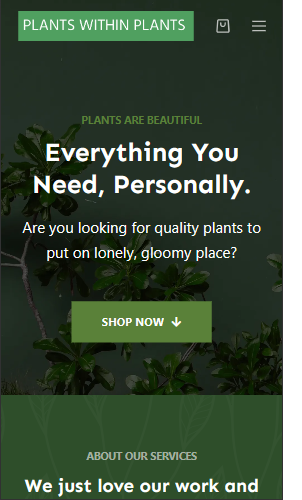 PLANTS WITHIN PLANTS
PLANTS ARE BEAUTIFUL
Everything You
Need, Personally.
Are you looking for quality plants to
put on lonely, gloomy place?
SHOP NOW
ABOUT OUR SERVICES
We just love our work and